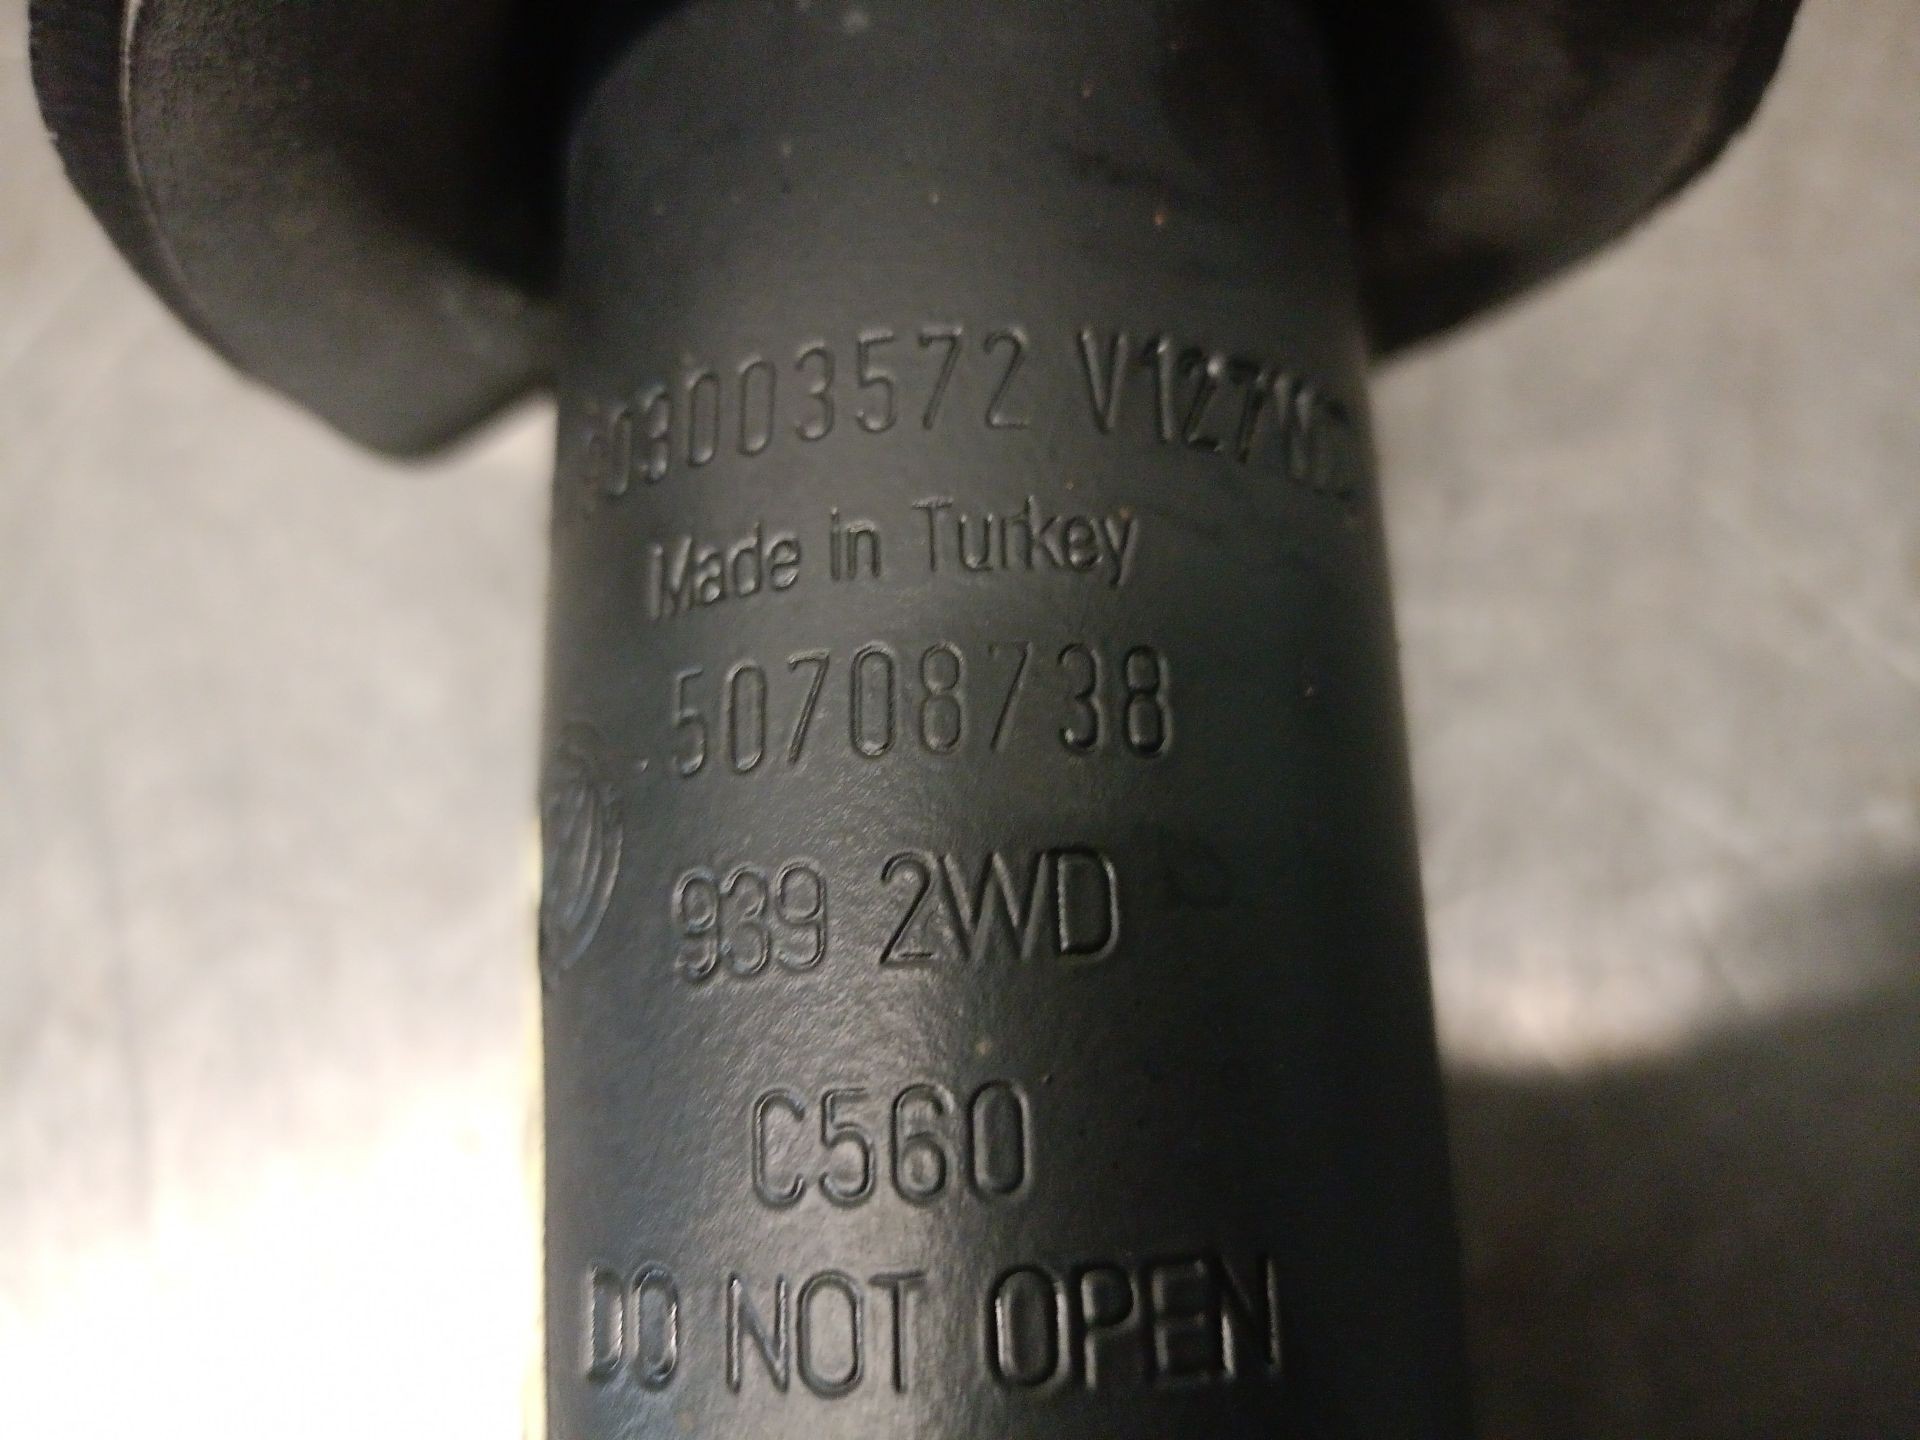 03003572 V127
Made in Turkey
50708738
939 2WD
C560
DO NOT OPEN